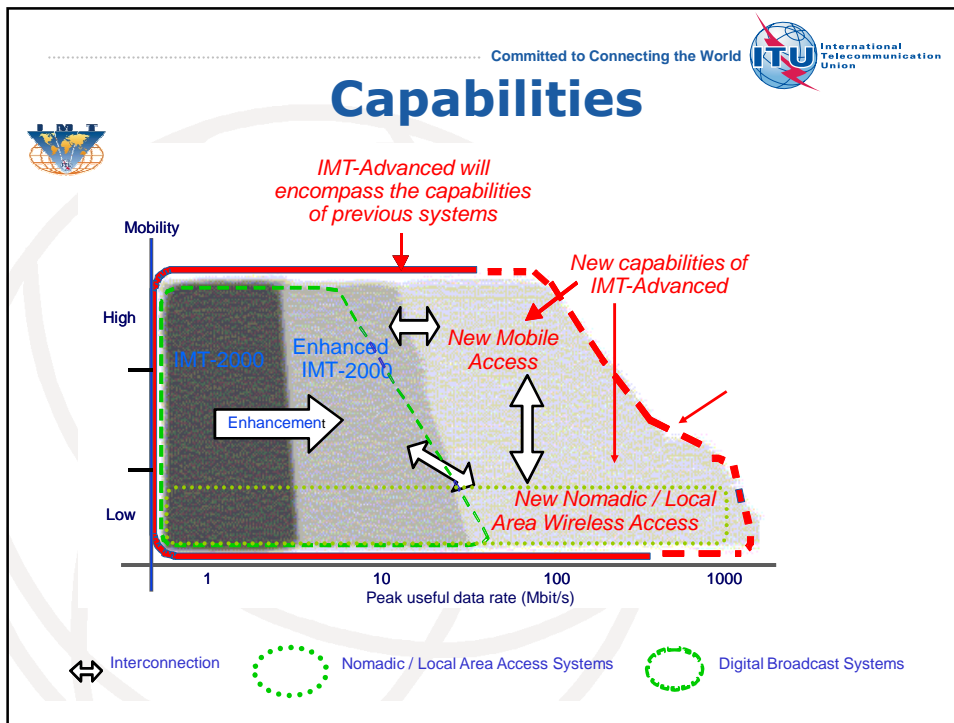 Committed to Connecting the World
ITU
International
Telecommunication
Union
Capabilities
I M T
IMT-Advanced will
encompass the capabilities
of previous systems
Mobility
New capabilities of
IMT-Advanced
High
IMT-2000
Enhanced
IMT-2000
New Mobile
Access
Enhancement
New Nomadic / Local
Area Wireless Access
Low
1 10 100 1000
Peak useful data rate (Mbit/s)
Interconnection
Nomadic / Local Area Access Systems
Digital Broadcast Systems